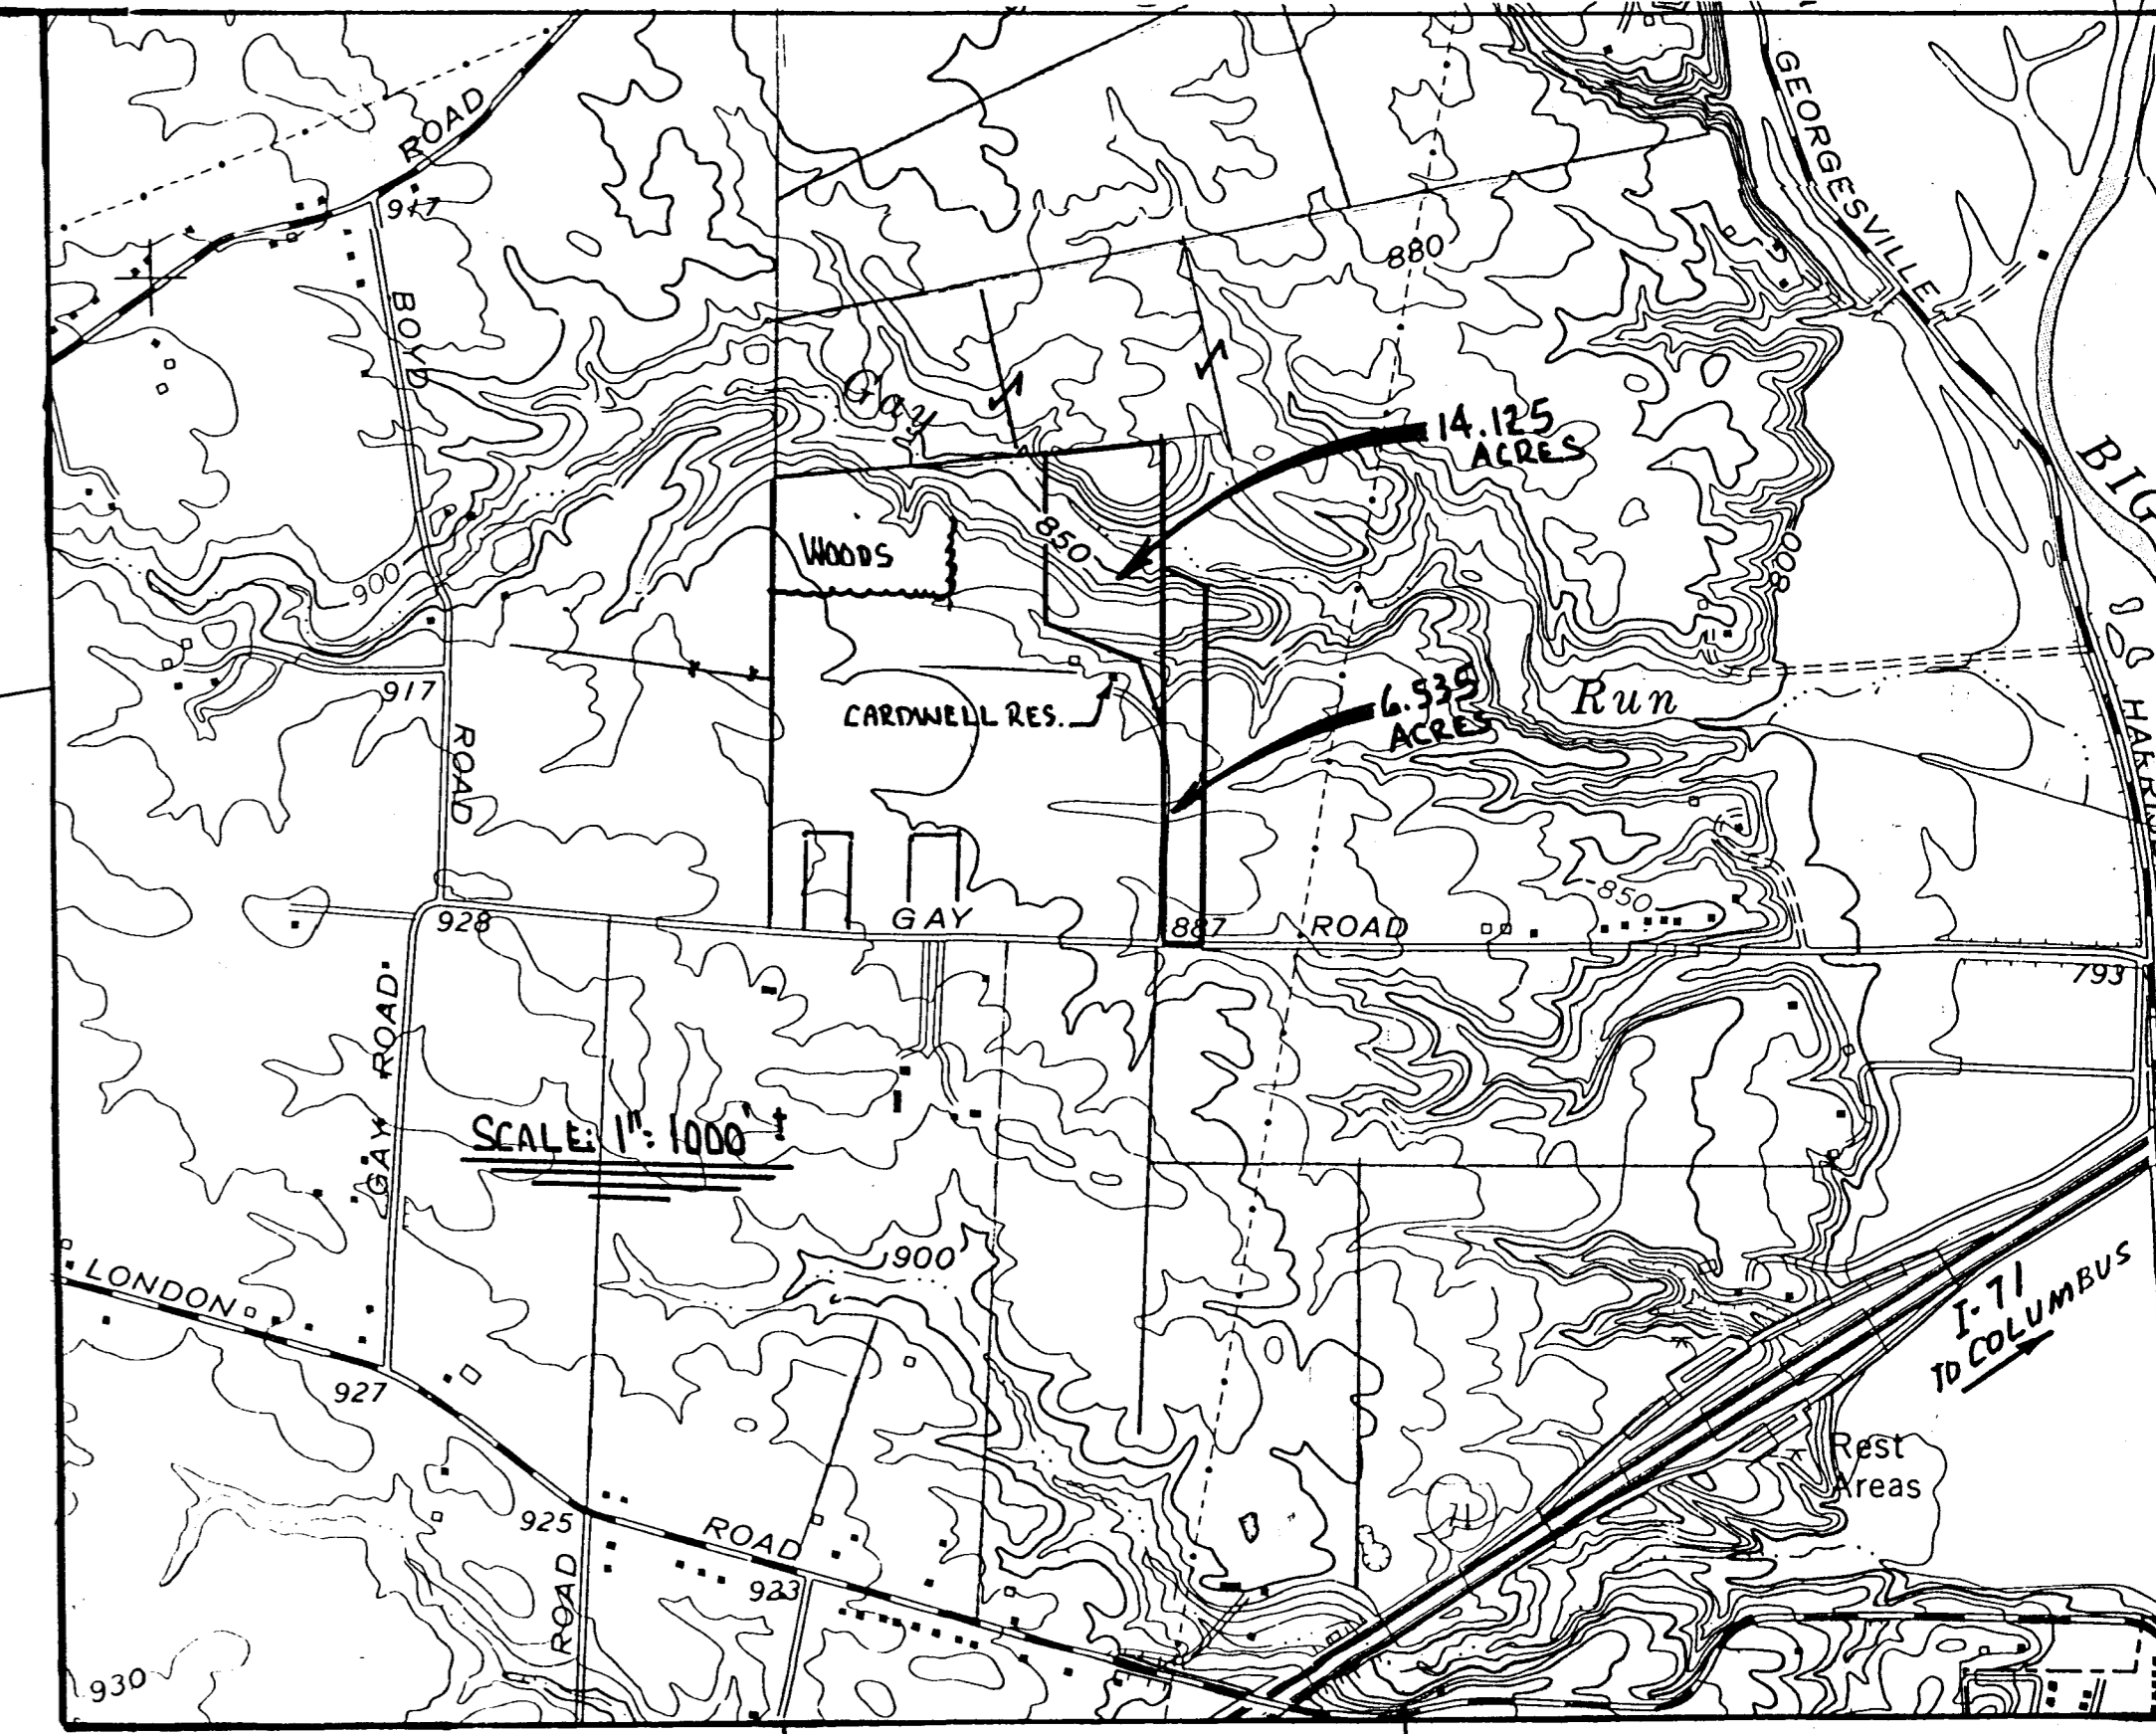 ROAD
GEORGESVILLE
917
880
BOYD
Gay
14.125
ACRES
BIG
850
WOODS
900
800
917
CARDWELL RES.
6.535
ACRES
Run
ROAD
850
928
GAY
887
ROAD
793
GAY ROAD
SCALE: 1": 1000' ±
900
LONDON
I-71
TO COLUMBUS
927
Rest
Areas
71
925
ROAD
923
ROAD
930